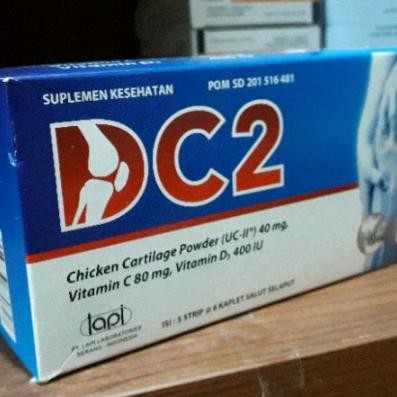 SUPLEMEN KESEHATAN
POM SD 201 516 481
DC2
Chicken Cartilage Powder (UC-II®) 40 mg,
Vitamin C 80 mg, Vitamin D₃ 400 IU
lapi
PT. LAPI LABORATORIES
SERANG - INDONESIA
ISI : 5 STRIP @ 6 KAPLET SALUT SELAPUT